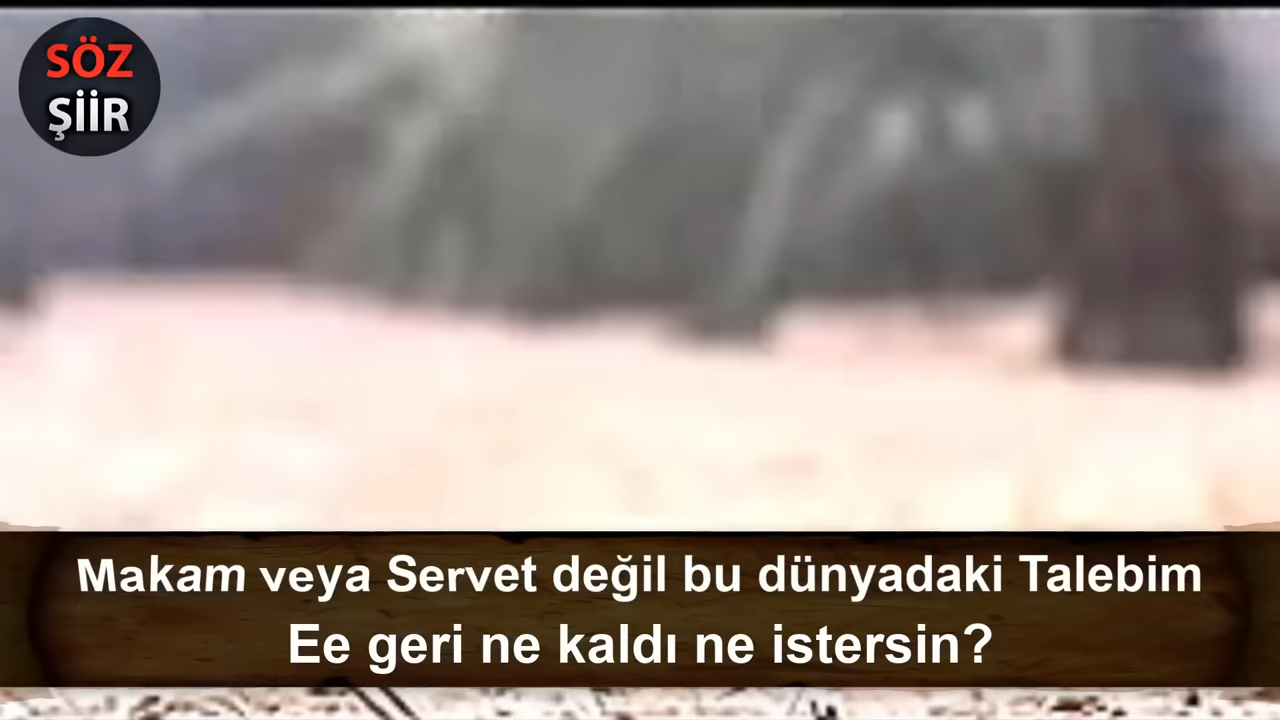 SÖZ
ŞİİR
Makam veya Servet değil bu dünyadaki Talebim
Ee geri ne kaldı ne istersin?